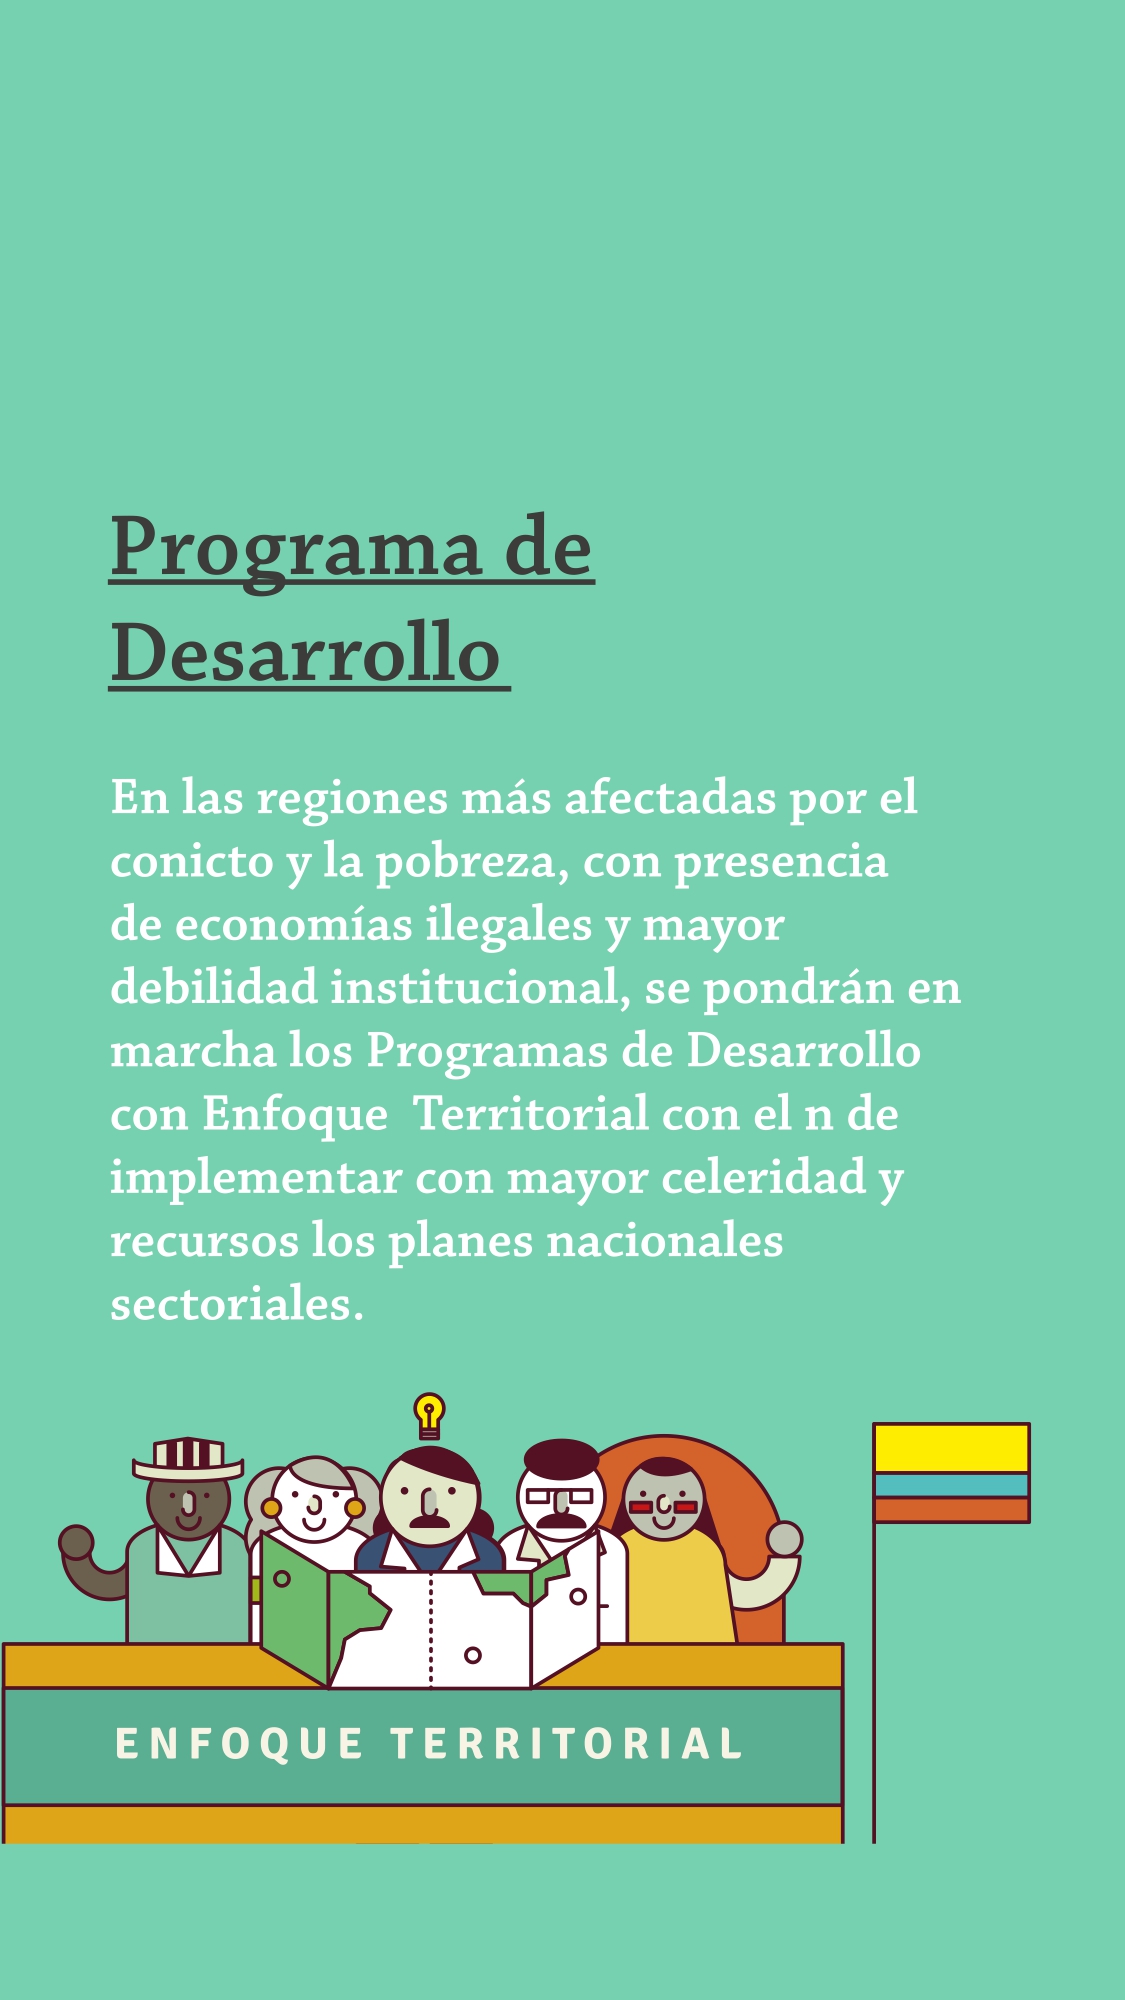 Programa de
Desarrollo
En las regiones más afectadas por el
conicto y la pobreza, con presencia
de economías ilegales y mayor
debilidad institucional, se pondrán en
marcha los Programas de Desarrollo
con Enfoque  Territorial con el n de
implementar con mayor celeridad y
recursos los planes nacionales
sectoriales.
ENFOQUE TERRITORIAL